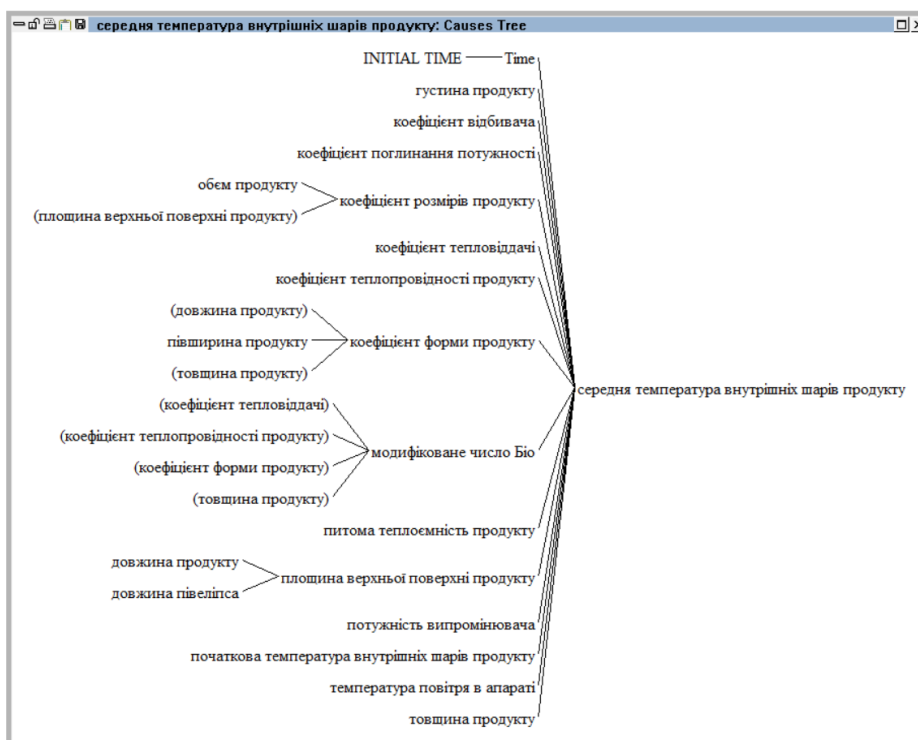 середня температура внутрішніх шарів продукту: Causes Tree
INITIAL TIME Time
густина продукту
коефіцієнт відбивача
коефіцієнт поглинання потужності
обєм продукту
(площина верхньої поверхні продукту)
коефіцієнт розмірів продукту
коефіцієнт тепловіддачі
коефіцієнт теплопровідності продукту
(довжина продукту)
півширина продукту
(товщина продукту)
коефіцієнт форми продукту
середня температура внутрішніх шарів продукту
(коефіцієнт тепловіддачі)
(коефіцієнт теплопровідності продукту)
(коефіцієнт форми продукту)
(товщина продукту)
модифіковане число Біо
питома теплоємність продукту
довжина продукту
довжина півеліпса
площина верхньої поверхні продукту
потужність випромінювача
початкова температура внутрішніх шарів продукту
температура повітря в апараті
товщина продукту